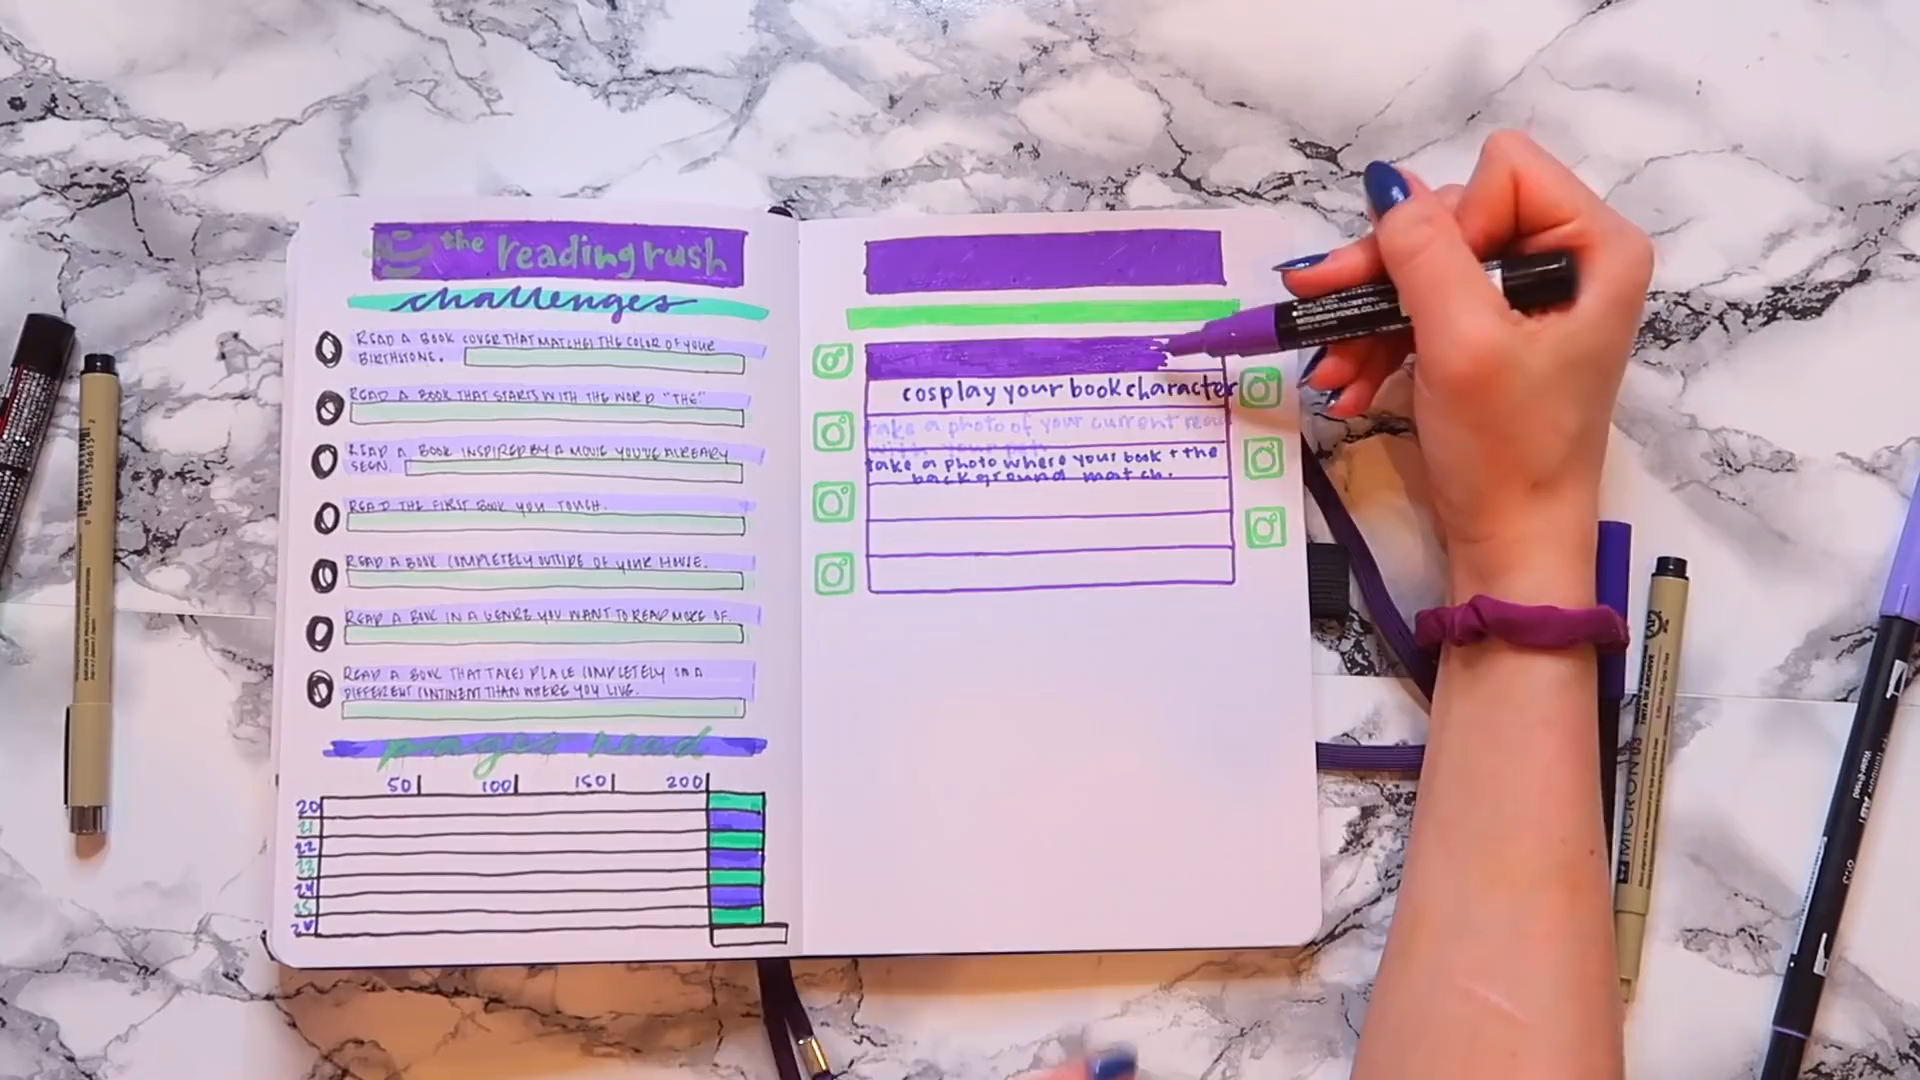 the reading rush
challenges
READ A BOOK COVER THAT MATCHES THE COLOR OF YOUR
BIRTHSTONE.
READ A BOOK THAT STARTS WITH THE WORD "THE"
READ A BOOK INSPIRED BY A MOVIE YOU'VE ALREADY
SEEN.
READ THE FIRST BOOK YOU TOUCH.
READ A BOOK COMPLETELY OUTSIDE OF YOUR HOUSE.
READ A BOOK IN A GENRE YOU WANT TO READ MORE OF.
READ A BOOK THAT TAKES PLACE COMPLETELY ON A
DIFFERENT CONTINENT THAN WHERE YOU LIVE.
pages read
50 100 150 200
20
21
22
23
24
25
26
cosplay your book character
take a photo of your current read
with your
take a photo where your book + the
background match.
MICRON